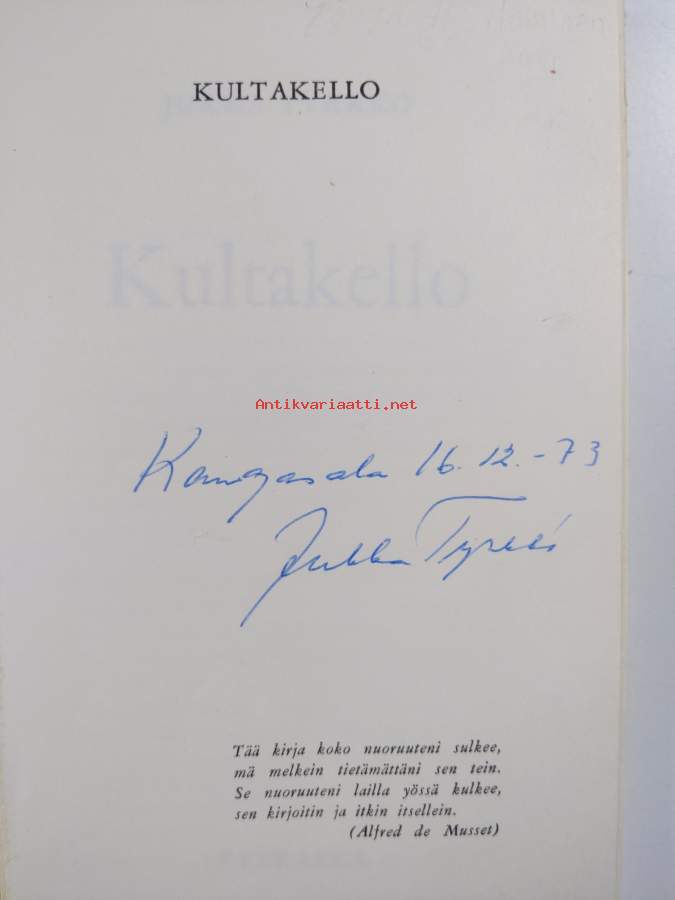 KULTAKELLO
Kultakello
Antikvariaatti.net
Kangasala 16.12.-73
Jukka
Tää kirja koko nuoruuteni sulkee,
mä melkein tietämättäni sen tein.
Se nuoruuteni lailla yössä kulkee,
sen kirjoitin ja itkin itsellein.
(Alfred de Musset)